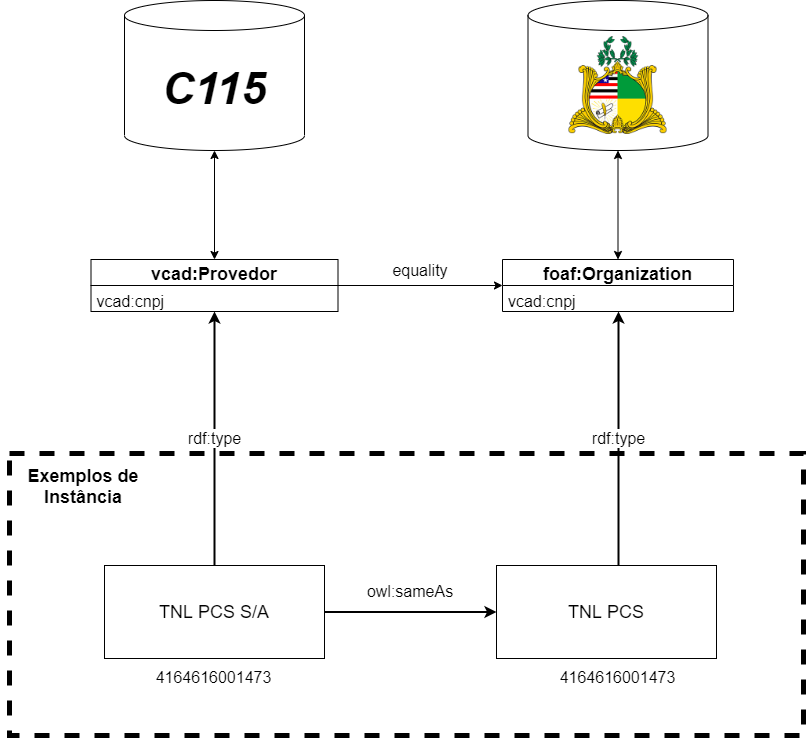 C115
vcad:Provedor
vcad:cnpj
equality
foaf:Organization
vcad:cnpj
rdf:type
rdf:type
Exemplos de
Instância
TNL PCS S/A
owl:sameAs
TNL PCS
4164616001473
4164616001473